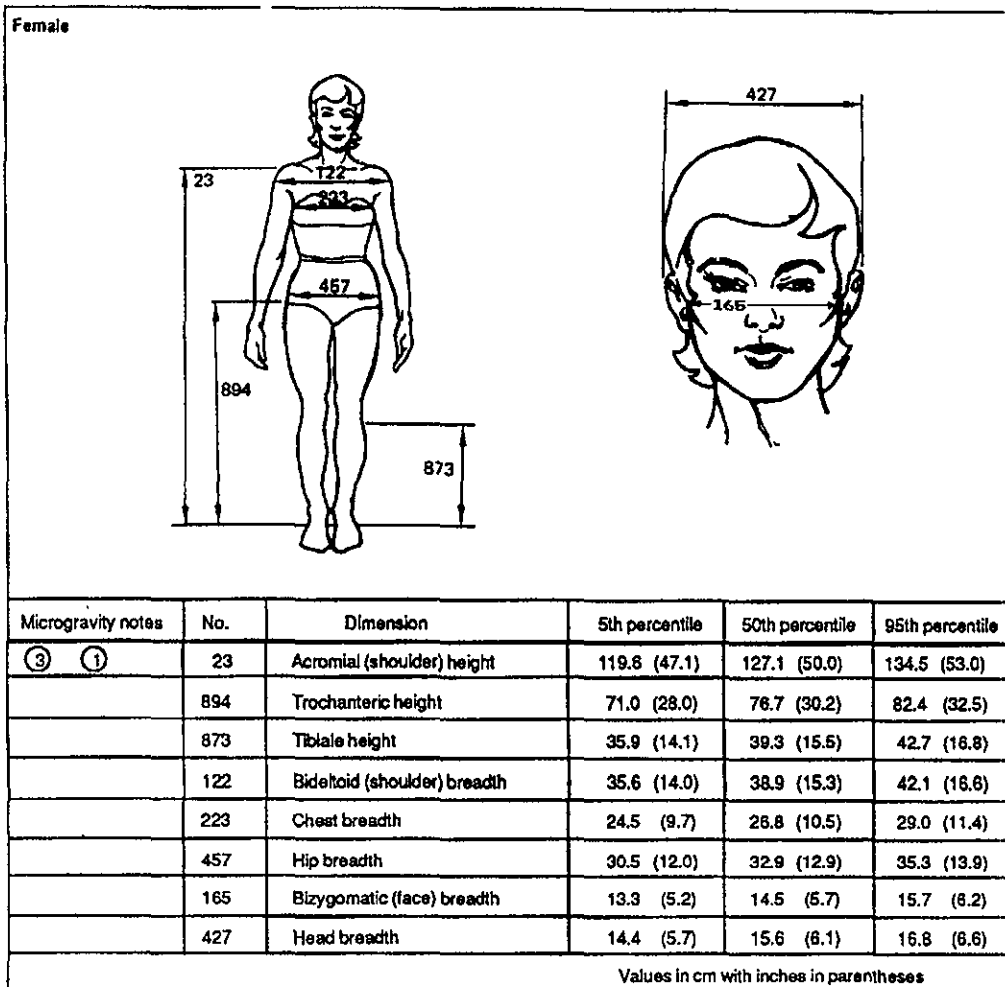 Female
427
23
122
223
457
165
894
873
Microgravity notes No. Dimension 5th percentile 50th percentile 95th percentile
③ ① 23 Acromial (shoulder) height 119.6 (47.1) 127.1 (50.0) 134.5 (53.0)
894 Trochanteric height 71.0 (28.0) 76.7 (30.2) 82.4 (32.5)
873 Tibiale height 35.9 (14.1) 39.3 (15.5) 42.7 (16.8)
122 Bideltoid (shoulder) breadth 35.6 (14.0) 38.9 (15.3) 42.1 (16.6)
223 Chest breadth 24.5 (9.7) 26.8 (10.5) 29.0 (11.4)
457 Hip breadth 30.5 (12.0) 32.9 (12.9) 35.3 (13.9)
165 Bizygomatic (face) breadth 13.3 (5.2) 14.5 (5.7) 15.7 (6.2)
427 Head breadth 14.4 (5.7) 15.6 (6.1) 16.8 (6.6)
Values in cm with inches in parentheses